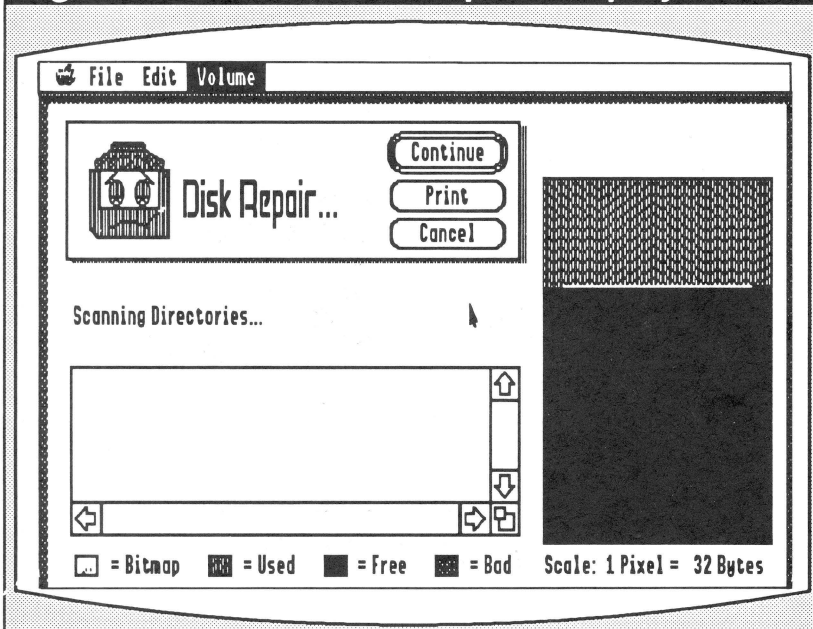 File Edit Volume
Continue
Disk Repair...
Print
Cancel
Scanning Directories...
= Bitmap = Used = Free = Bad Scale: 1 Pixel = 32 Bytes